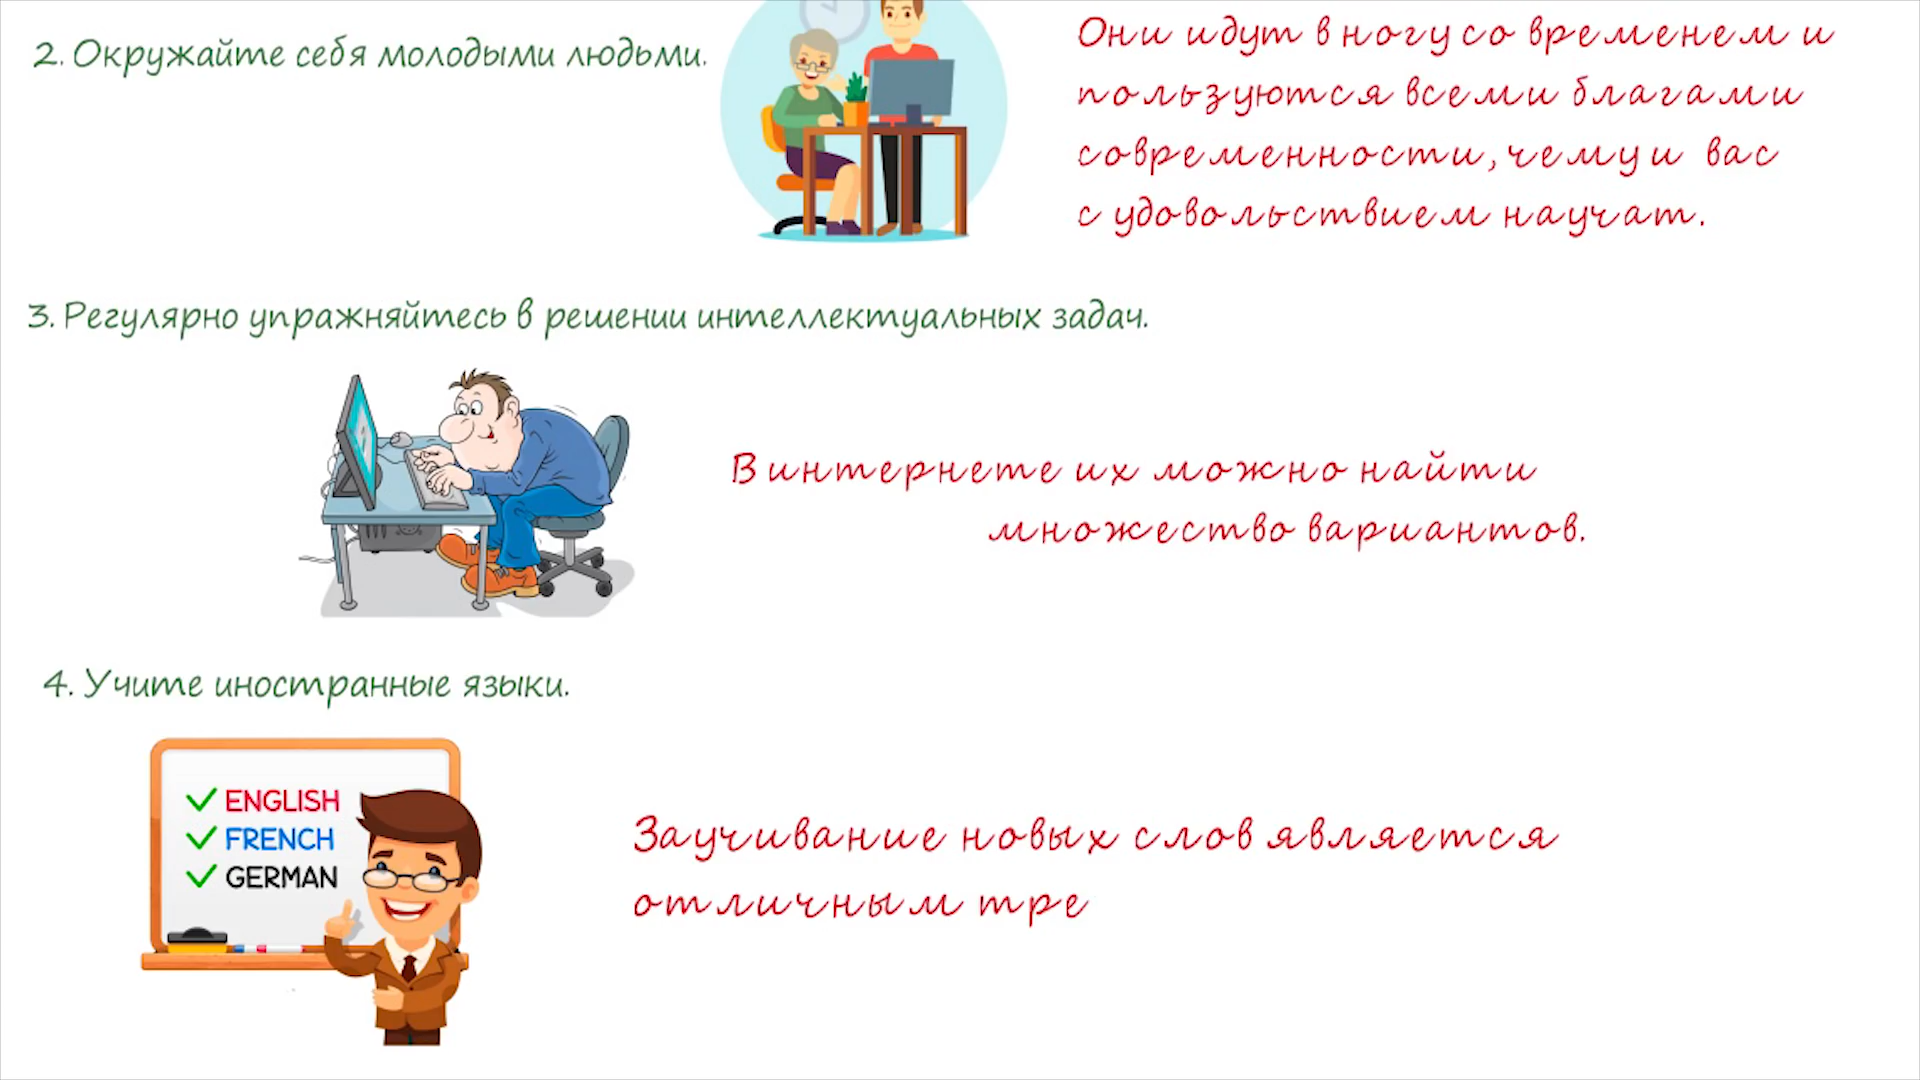 2. Окружайте себя молодыми людьми.
Они идут в ногу со временем и
пользуются всеми благами
современности, чему и вас
с удовольствием научат.
3. Регулярно упражняйтесь в решении интеллектуальных задач.
В интернете их можно найти
множество вариантов.
4. Учите иностранные языки.
ENGLISH
FRENCH
GERMAN
Заучивание новых слов является
отличным тре